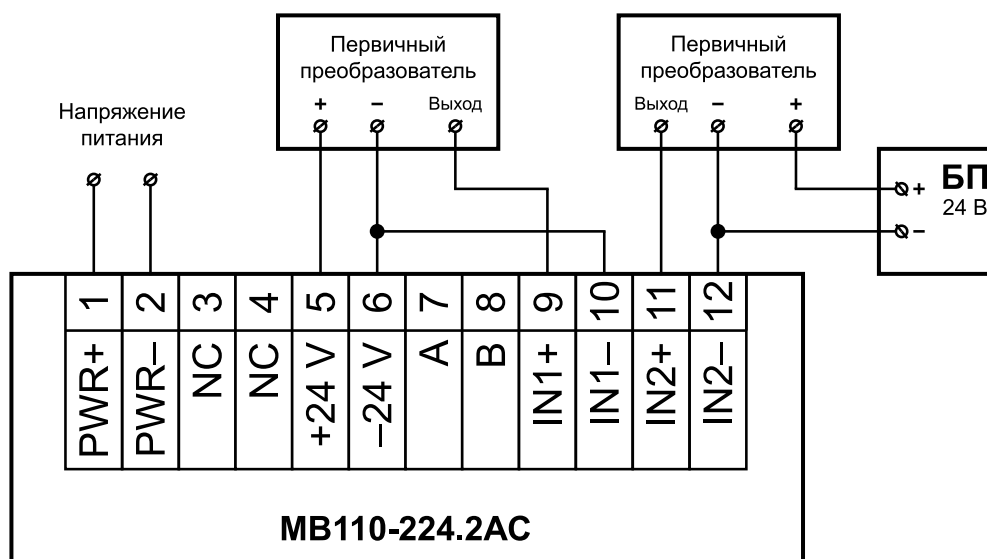 Первичный
преобразователь
+ − Выход
Первичный
преобразователь
Выход − +
Напряжение
питания
+ БП
24 В
−
1 2 3 4 5 6 7 8 9 10 11 12
PWR+ PWR– NC NC +24 V –24 V A B IN1+ IN1– IN2+ IN2–
МВ110-224.2АС